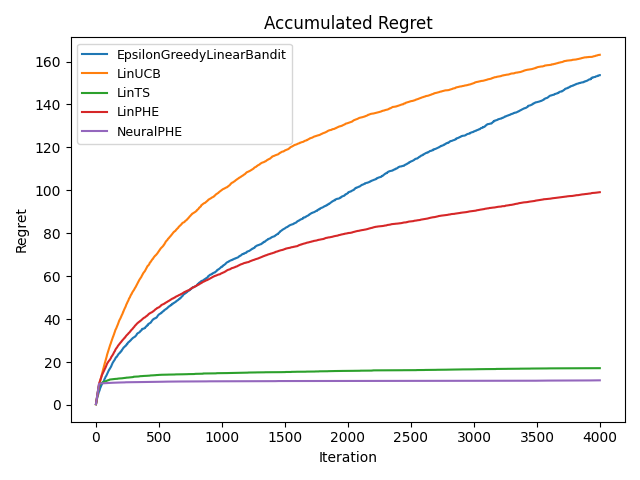 Accumulated Regret
EpsilonGreedyLinearBandit
LinUCB
LinTS
LinPHE
NeuralPHE
Regret
160
140
120
100
80
60
40
20
0
0 500 1000 1500 2000 2500 3000 3500 4000
Iteration